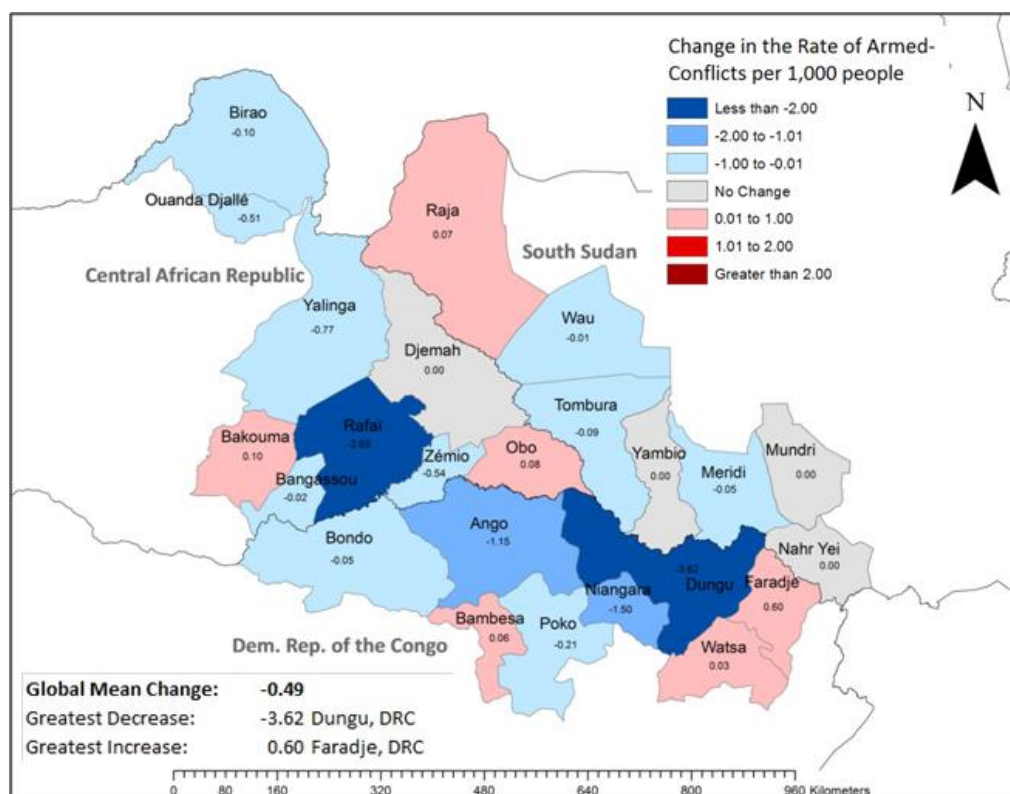 Change in the Rate of Armed-
Conflicts per 1,000 people
Less than -2.00
-2.00 to -1.01
-1.00 to -0.01
No Change
0.01 to 1.00
1.01 to 2.00
Greater than 2.00
N
Birao
-0.10
Ouanda Djallé
-0.51
Raja
0.07
South Sudan
Central African Republic
Yalinga
-0.77
Wau
-0.01
Djemah
0.00
Tombura
-0.09
Rafai
Bakouma
0.10
Zémio
-0.54
Obo
0.08
Yambio
0.00
Meridi
-0.05
Mundri
0.00
Bangassou
-0.02
Bondo
-0.05
Ango
-1.15
Nahr Yei
0.00
-3.62
Dungu
Faradje
0.60
Niangara
-1.50
Bambesa
0.06
Poko
-0.21
Watsa
0.03
Dem. Rep. of the Congo
Global Mean Change: -0.49
Greatest Decrease: -3.62 Dungu, DRC
Greatest Increase: 0.60 Faradje, DRC
0 80 160 320 480 640 800 960 Kilometers